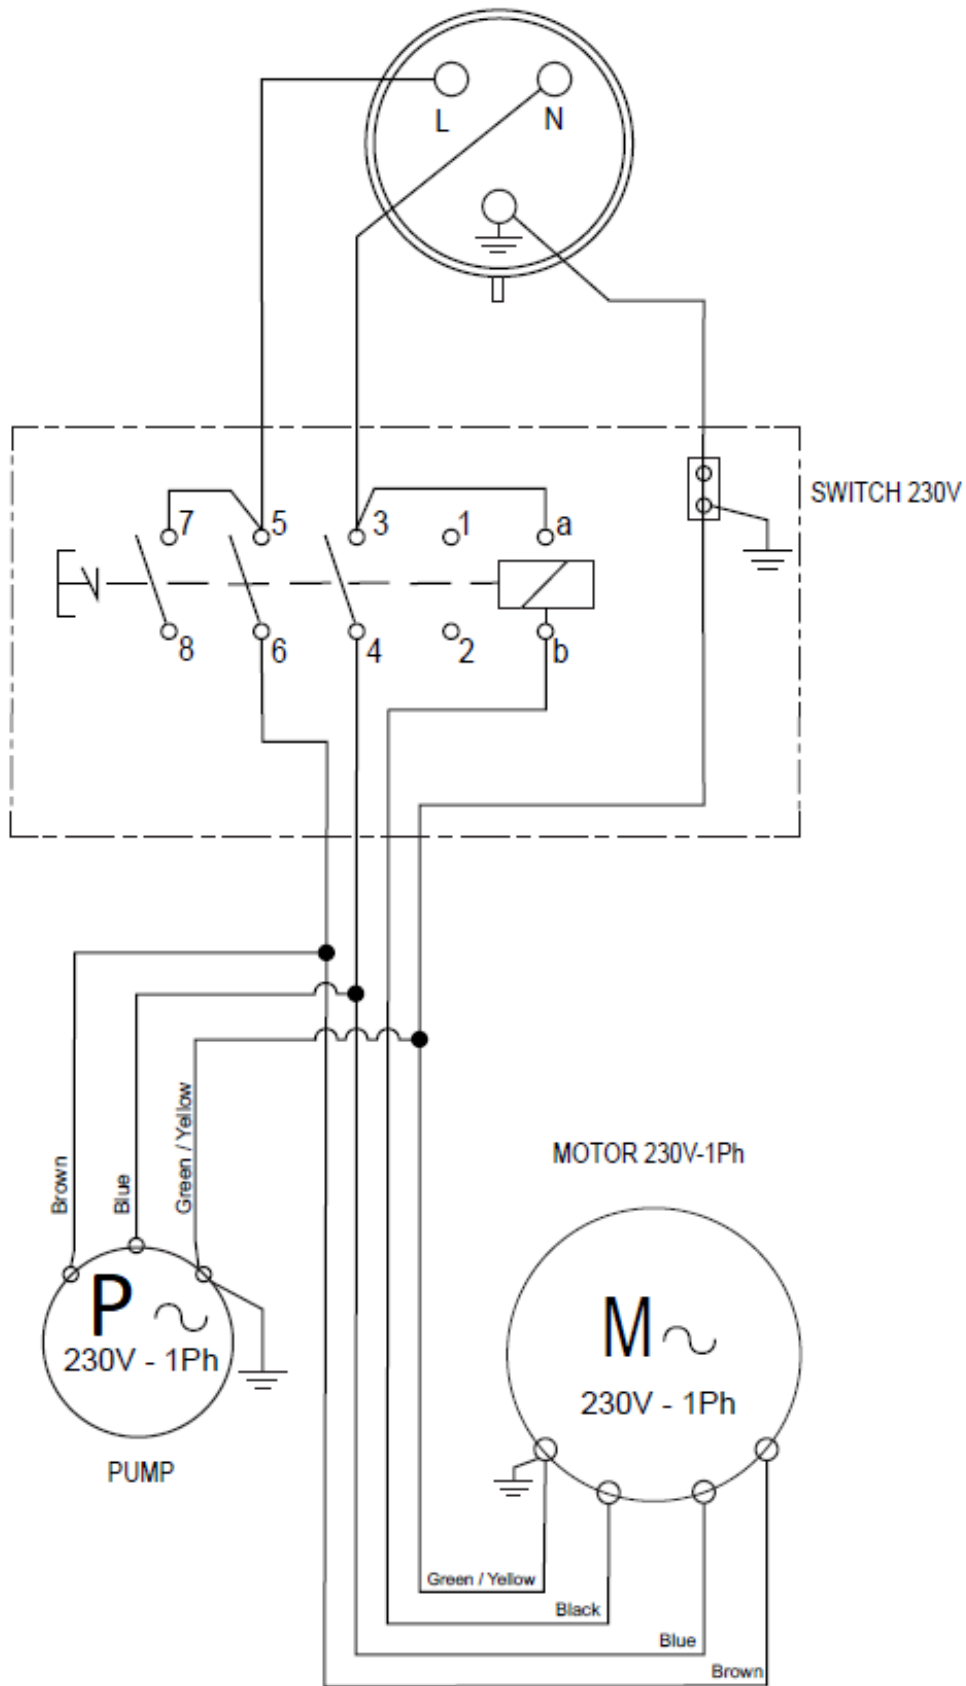 L
N
SWITCH 230V
7
5
3
1
a
8
6
4
2
b
Brown
Blue
Green / Yellow
MOTOR 230V-1Ph
P
230V - 1Ph
M
230V - 1Ph
PUMP
Green / Yellow
Black
Blue
Brown